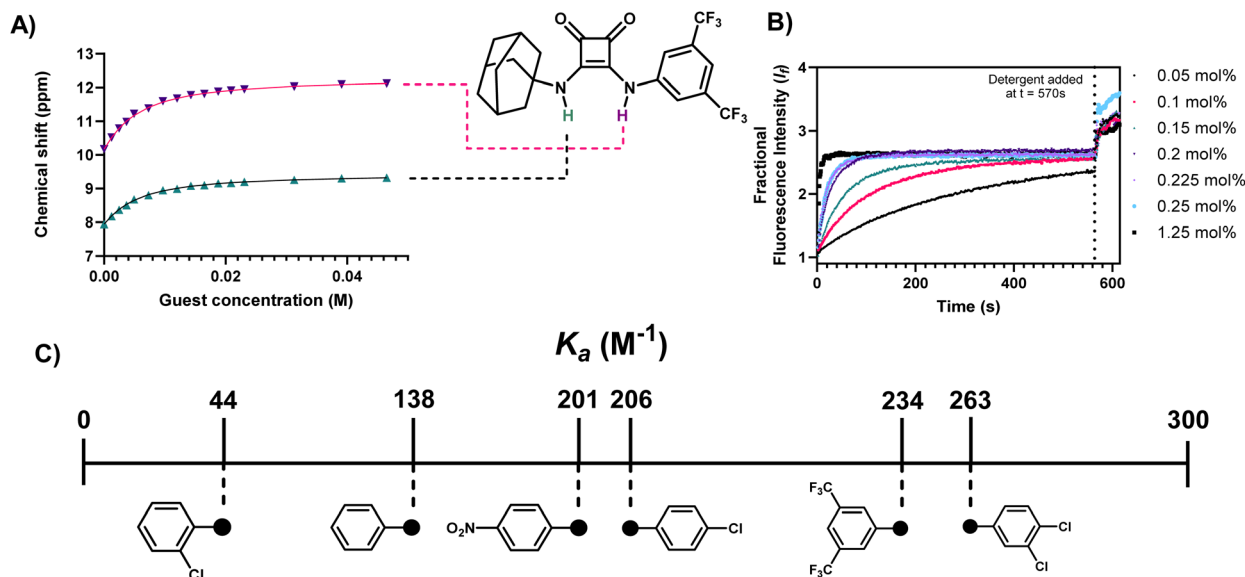 A)
13
12
11
10
9
8
7
0.00
0.02
0.04
Chemical shift (ppm)
Guest concentration (M)
O
O
N
H
N
H
CF3
CF3
B)
4
3
2
1
0
200
400
600
Fractional
Fluorescence Intensity (If)
Time (s)
Detergent added
at t = 570s
0.05 mol%
0.1 mol%
0.15 mol%
0.2 mol%
0.225 mol%
0.25 mol%
1.25 mol%
C)
Ka (M-1)
0
44
138
201
206
234
263
300
Cl
O2N
Cl
F3C
F3C
Cl
Cl